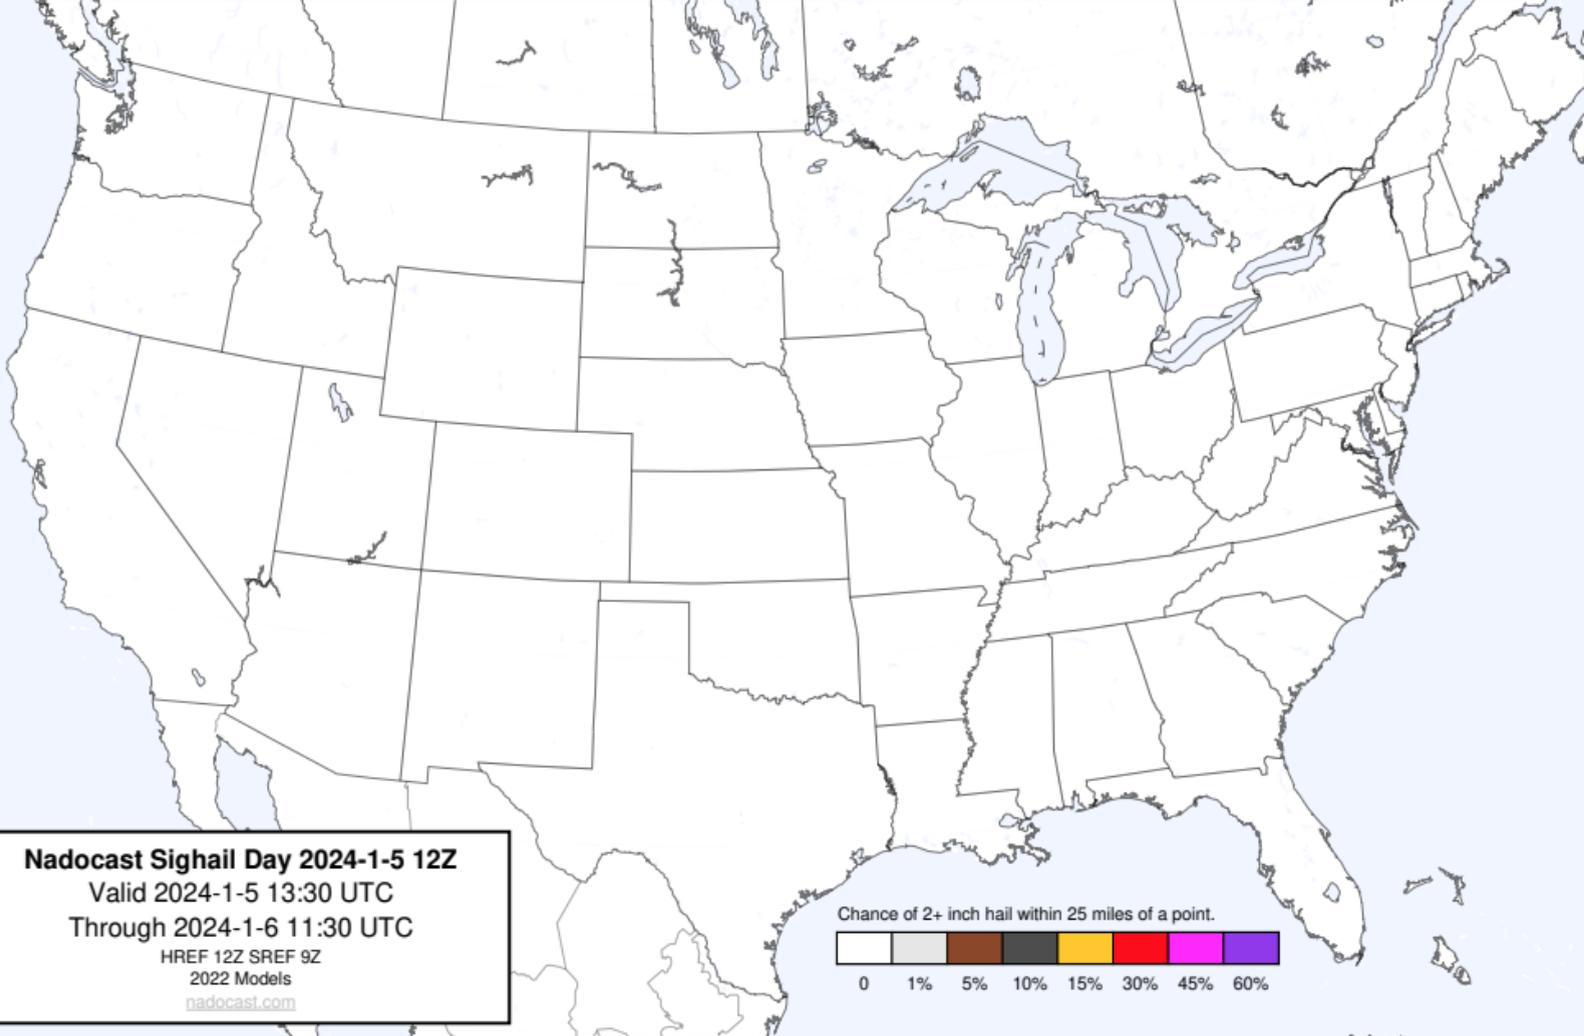 Nadocast Sighail Day 2024-1-5 12Z
Valid 2024-1-5 13:30 UTC
Through 2024-1-6 11:30 UTC
HREF 12Z SREF 9Z
2022 Models
nadocast.com
Chance of 2+ inch hail within 25 miles of a point.
0 1% 5% 10% 15% 30% 45% 60%